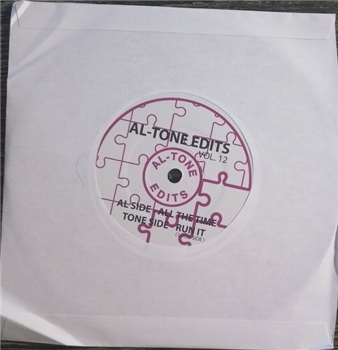 AL-TONE EDITS
VOL. 12
AL-TONE
EDITS
AL SIDE - ALL THE TIME
TONE SIDE - RUN IT